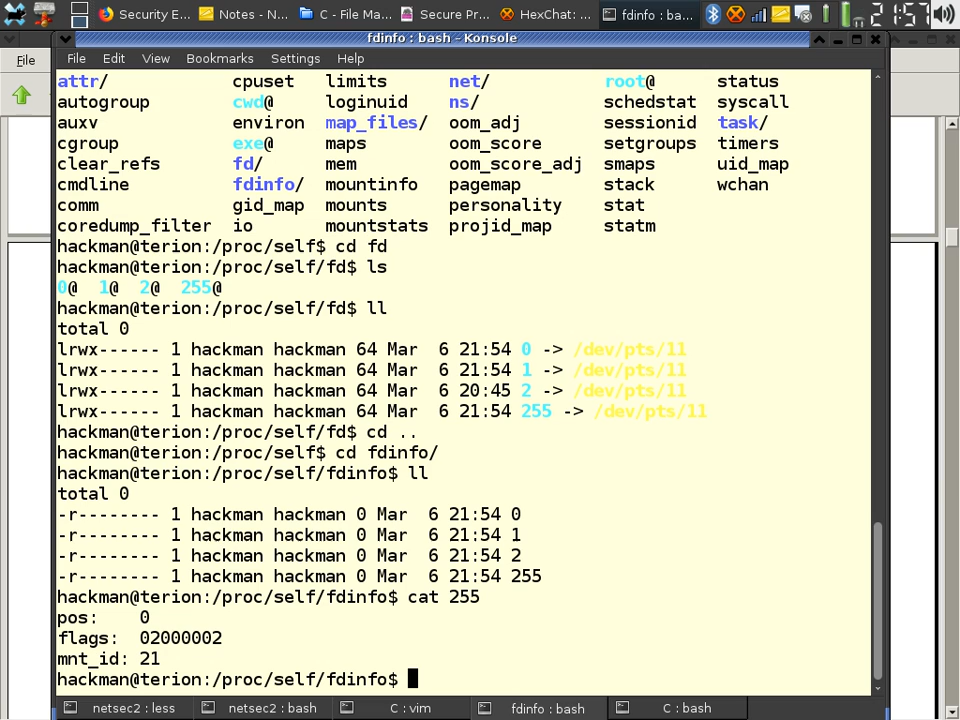 Security E...
Notes - N...
C - File Ma...
Secure Pr...
HexChat: ...
fdinfo : ba...
21:57
File
fdinfo : bash - Konsole
File Edit View Bookmarks Settings Help
attr/ cpuset limits net/ root@ status
autogroup cwd@ loginuid ns/ schedstat syscall
auxv environ map_files/ oom_adj sessionid task/
cgroup exe@ maps oom_score setgroups timers
clear_refs fd/ mem oom_score_adj smaps uid_map
cmdline fdinfo/ mountinfo pagemap stack wchan
comm gid_map mounts personality stat
coredump_filter io mountstats projid_map statm
hackman@terion:/proc/self$ cd fd
hackman@terion:/proc/self/fd$ ls
0@ 1@ 2@ 255@
hackman@terion:/proc/self/fd$ ll
total 0
lrwx------ 1 hackman hackman 64 Mar  6 21:54 0 -> /dev/pts/11
lrwx------ 1 hackman hackman 64 Mar  6 21:54 1 -> /dev/pts/11
lrwx------ 1 hackman hackman 64 Mar  6 20:45 2 -> /dev/pts/11
lrwx------ 1 hackman hackman 64 Mar  6 21:54 255 -> /dev/pts/11
hackman@terion:/proc/self/fd$ cd ..
hackman@terion:/proc/self$ cd fdinfo/
hackman@terion:/proc/self/fdinfo$ ll
total 0
-r-------- 1 hackman hackman 0 Mar  6 21:54 0
-r-------- 1 hackman hackman 0 Mar  6 21:54 1
-r-------- 1 hackman hackman 0 Mar  6 21:54 2
-r-------- 1 hackman hackman 0 Mar  6 21:54 255
hackman@terion:/proc/self/fdinfo$ cat 255
pos: 0
flags: 02000002
mnt_id: 21
hackman@terion:/proc/self/fdinfo$
netsec2 : less
netsec2 : bash
C : vim
fdinfo : bash
C : bash